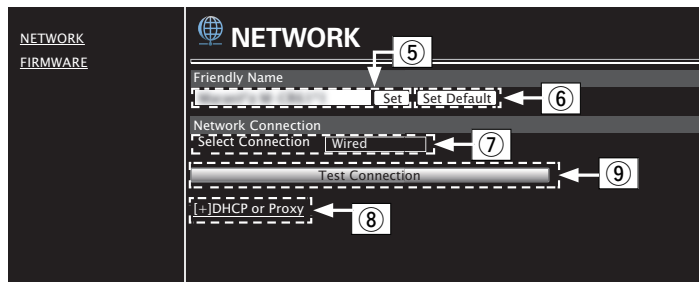 NETWORK
FIRMWARE
NETWORK
⑤
Friendly Name
Set
Set Default
⑥
Network Connection
Select Connection
Wired
⑦
Test Connection
⑨
[+]DHCP or Proxy
⑧